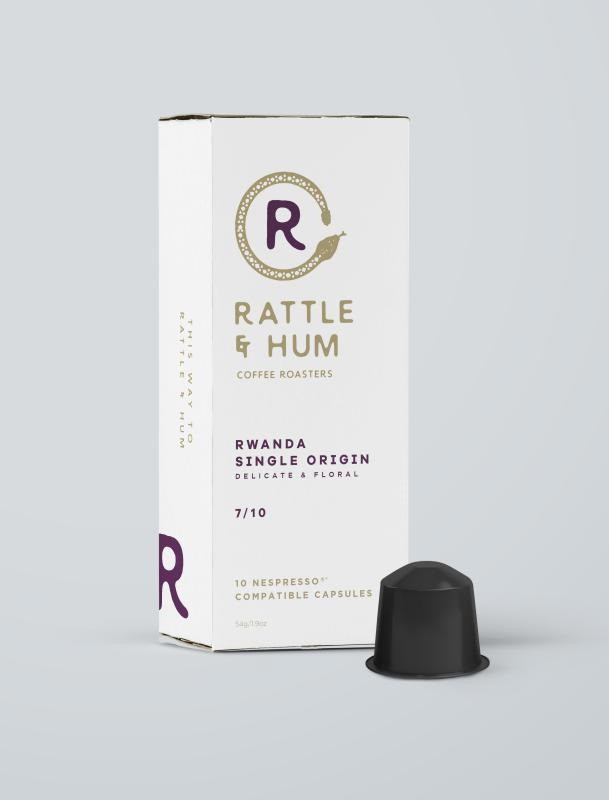 R
RATTLE
& HUM
COFFEE ROASTERS
RWANDA
SINGLE ORIGIN
DELICATE & FLORAL
7/10
10 NESPRESSO®*
COMPATIBLE CAPSULES
54g/1.9oz
THIS WAY TO
RATTLE & HUM
R